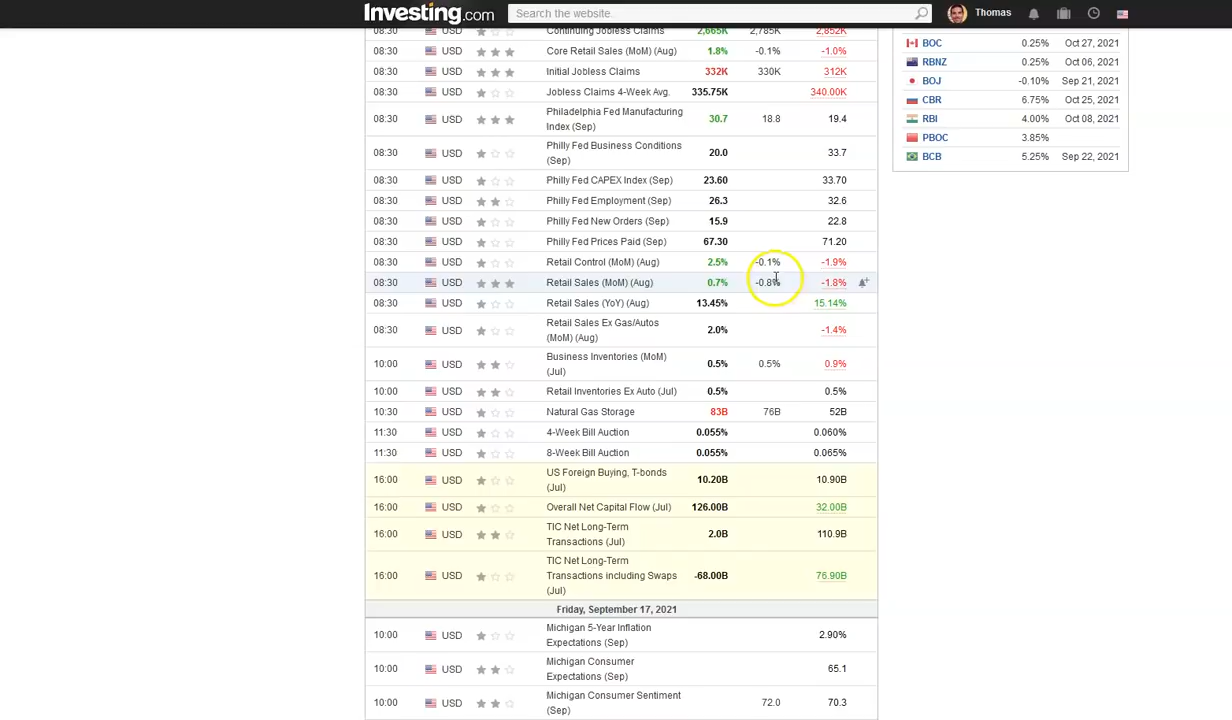 Investing.com Search the website... Thomas
08:30 USD Continuing Jobless Claims 2,665K 2,785K 2,852K
08:30 USD Core Retail Sales (MoM) (Aug) 1.8% -0.1% -1.0%
08:30 USD Initial Jobless Claims 332K 330K 312K
08:30 USD Jobless Claims 4-Week Avg. 335.75K 340.00K
08:30 USD Philadelphia Fed Manufacturing
Index (Sep) 30.7 18.8 19.4
08:30 USD Philly Fed Business Conditions
(Sep) 20.0 33.7
08:30 USD Philly Fed CAPEX Index (Sep) 23.60 33.70
08:30 USD Philly Fed Employment (Sep) 26.3 32.6
08:30 USD Philly Fed New Orders (Sep) 15.9 22.8
08:30 USD Philly Fed Prices Paid (Sep) 67.30 71.20
08:30 USD Retail Control (MoM) (Aug) 2.5% -0.1% -1.9%
08:30 USD Retail Sales (MoM) (Aug) 0.7% -0.8% -1.8%
08:30 USD Retail Sales (YoY) (Aug) 13.45% 15.14%
08:30 USD Retail Sales Ex Gas/Autos
(MoM) (Aug) 2.0% -1.4%
10:00 USD Business Inventories (MoM)
(Jul) 0.5% 0.5% 0.9%
10:00 USD Retail Inventories Ex Auto (Jul) 0.5% 0.5%
10:30 USD Natural Gas Storage 83B 76B 52B
11:30 USD 4-Week Bill Auction 0.055% 0.060%
11:30 USD 8-Week Bill Auction 0.055% 0.065%
16:00 USD US Foreign Buying, T-bonds
(Jul) 10.20B 10.90B
16:00 USD Overall Net Capital Flow (Jul) 126.00B 32.00B
16:00 USD TIC Net Long-Term
Transactions (Jul) 2.0B 110.9B
16:00 USD TIC Net Long-Term
Transactions including Swaps
(Jul) -68.00B 76.90B
Friday, September 17, 2021
10:00 USD Michigan 5-Year Inflation
Expectations (Sep) 2.90%
10:00 USD Michigan Consumer
Expectations (Sep) 65.1
10:00 USD Michigan Consumer Sentiment
(Sep) 72.0 70.3
BOC 0.25% Oct 27, 2021
RBNZ 0.25% Oct 06, 2021
BOJ -0.10% Sep 21, 2021
CBR 6.75% Oct 25, 2021
RBI 4.00% Oct 08, 2021
PBOC 3.85%
BCB 5.25% Sep 22, 2021